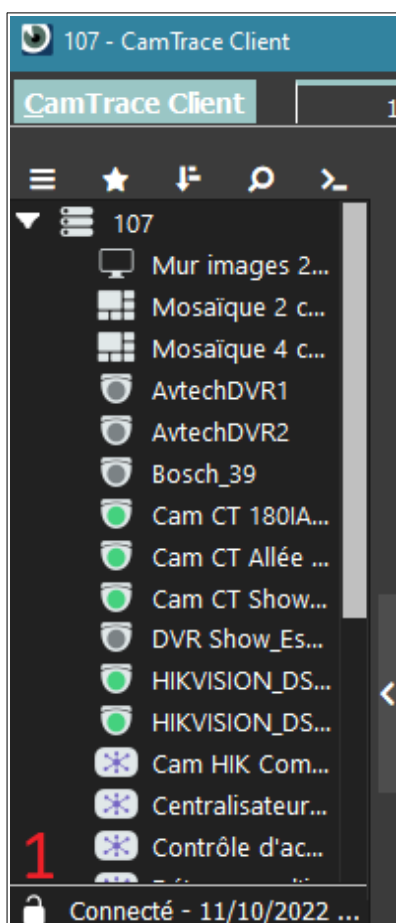 107 - CamTrace Client
CamTrace Client
1
107
Mur images 2...
Mosaïque 2 c...
Mosaïque 4 c...
AvtechDVR1
AvtechDVR2
Bosch_39
Cam CT 180IA...
Cam CT Allée ...
Cam CT Show...
DVR Show_Es...
HIKVISION_DS...
HIKVISION_DS...
Cam HIK Com...
Centralisateur...
1
Contrôle d'ac...
Connecté - 11/10/2022 ...